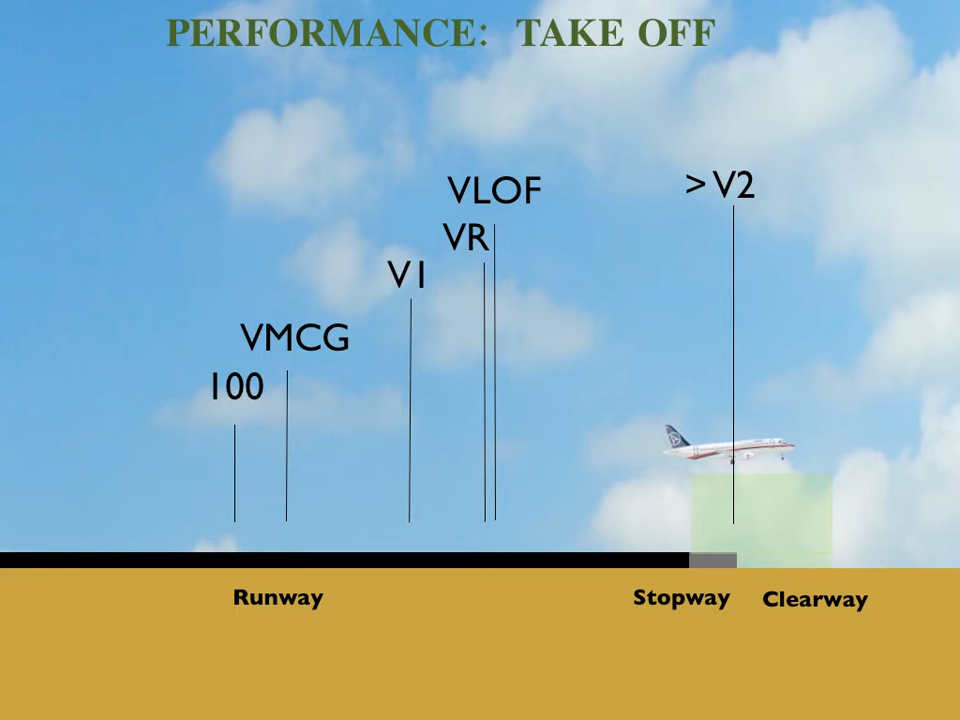 PERFORMANCE: TAKE OFF
VLOF
> V2
VR
V1
VMCG
100
Runway
Stopway
Clearway